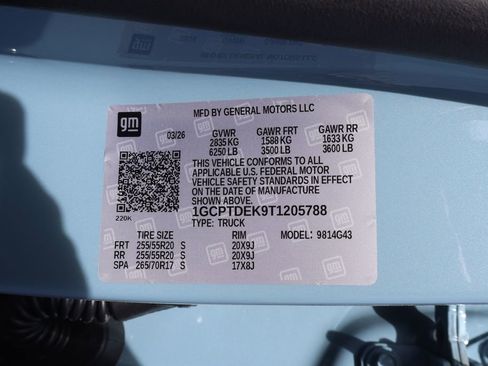 gm
MFD BY GENERAL MOTORS LLC
03/26 GVWR GAWR FRT GAWR RR
2835 KG 1588 KG 1633 KG
6250 LB 3500 LB 3600 LB
THIS VEHICLE CONFORMS TO ALL
APPLICABLE U.S. FEDERAL MOTOR
VEHICLE SAFETY STANDARDS IN EFFECT
ON THE DATE OF MANUFACTURE
SHOWN ABOVE.
1GCPTDEK9T1205788
TYPE: TRUCK
220K
TIRE SIZE RIM MODEL: 9814G43
FRT 255/55R20 S 20X9J
RR 255/55R20 S 20X9J
SPA 265/70R17 S 17X8J